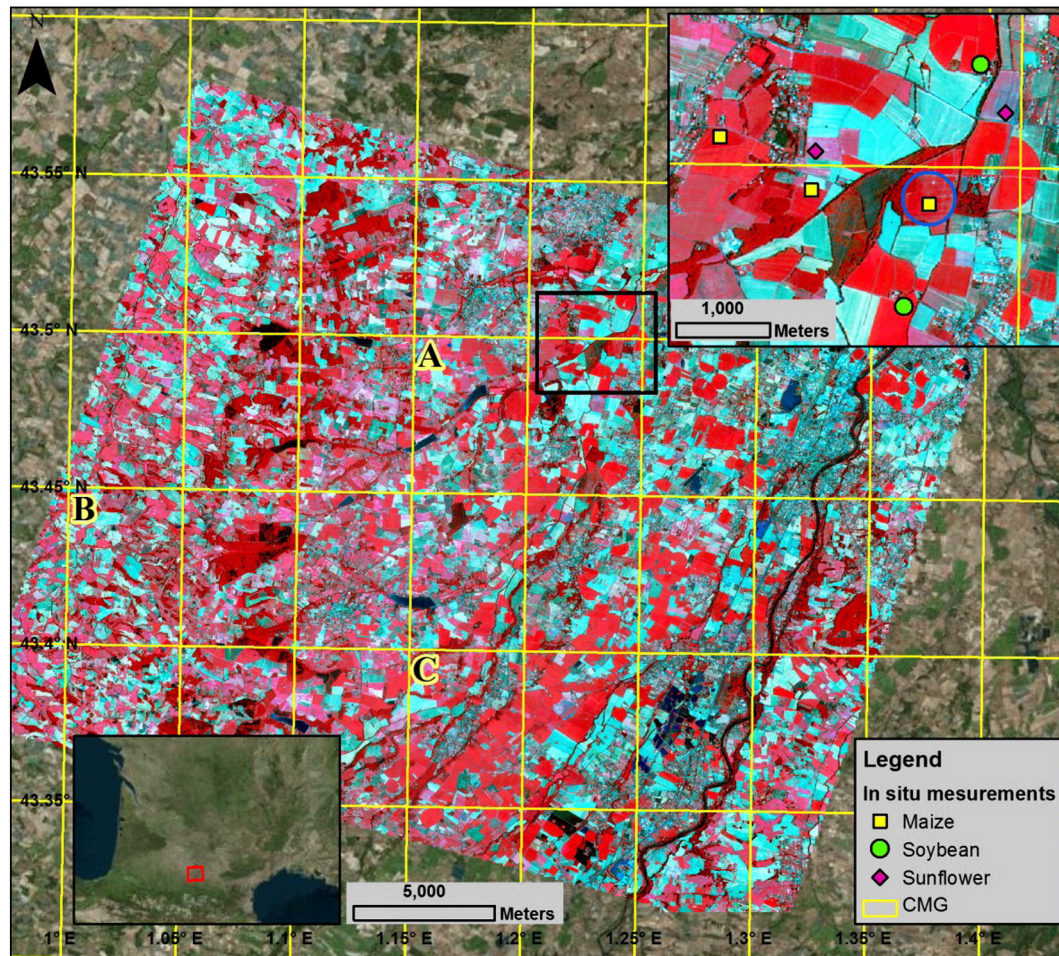 N
1,000
Meters
43.55° N
43.5° N
A
43.45° N
B
43.4° N
C
43.35° N
5,000
Meters
Legend
In situ mesurements
Maize
Soybean
Sunflower
CMG
1° E
1.05° E
1.1° E
1.15° E
1.2° E
1.25° E
1.3° E
1.35° E
1.4° E